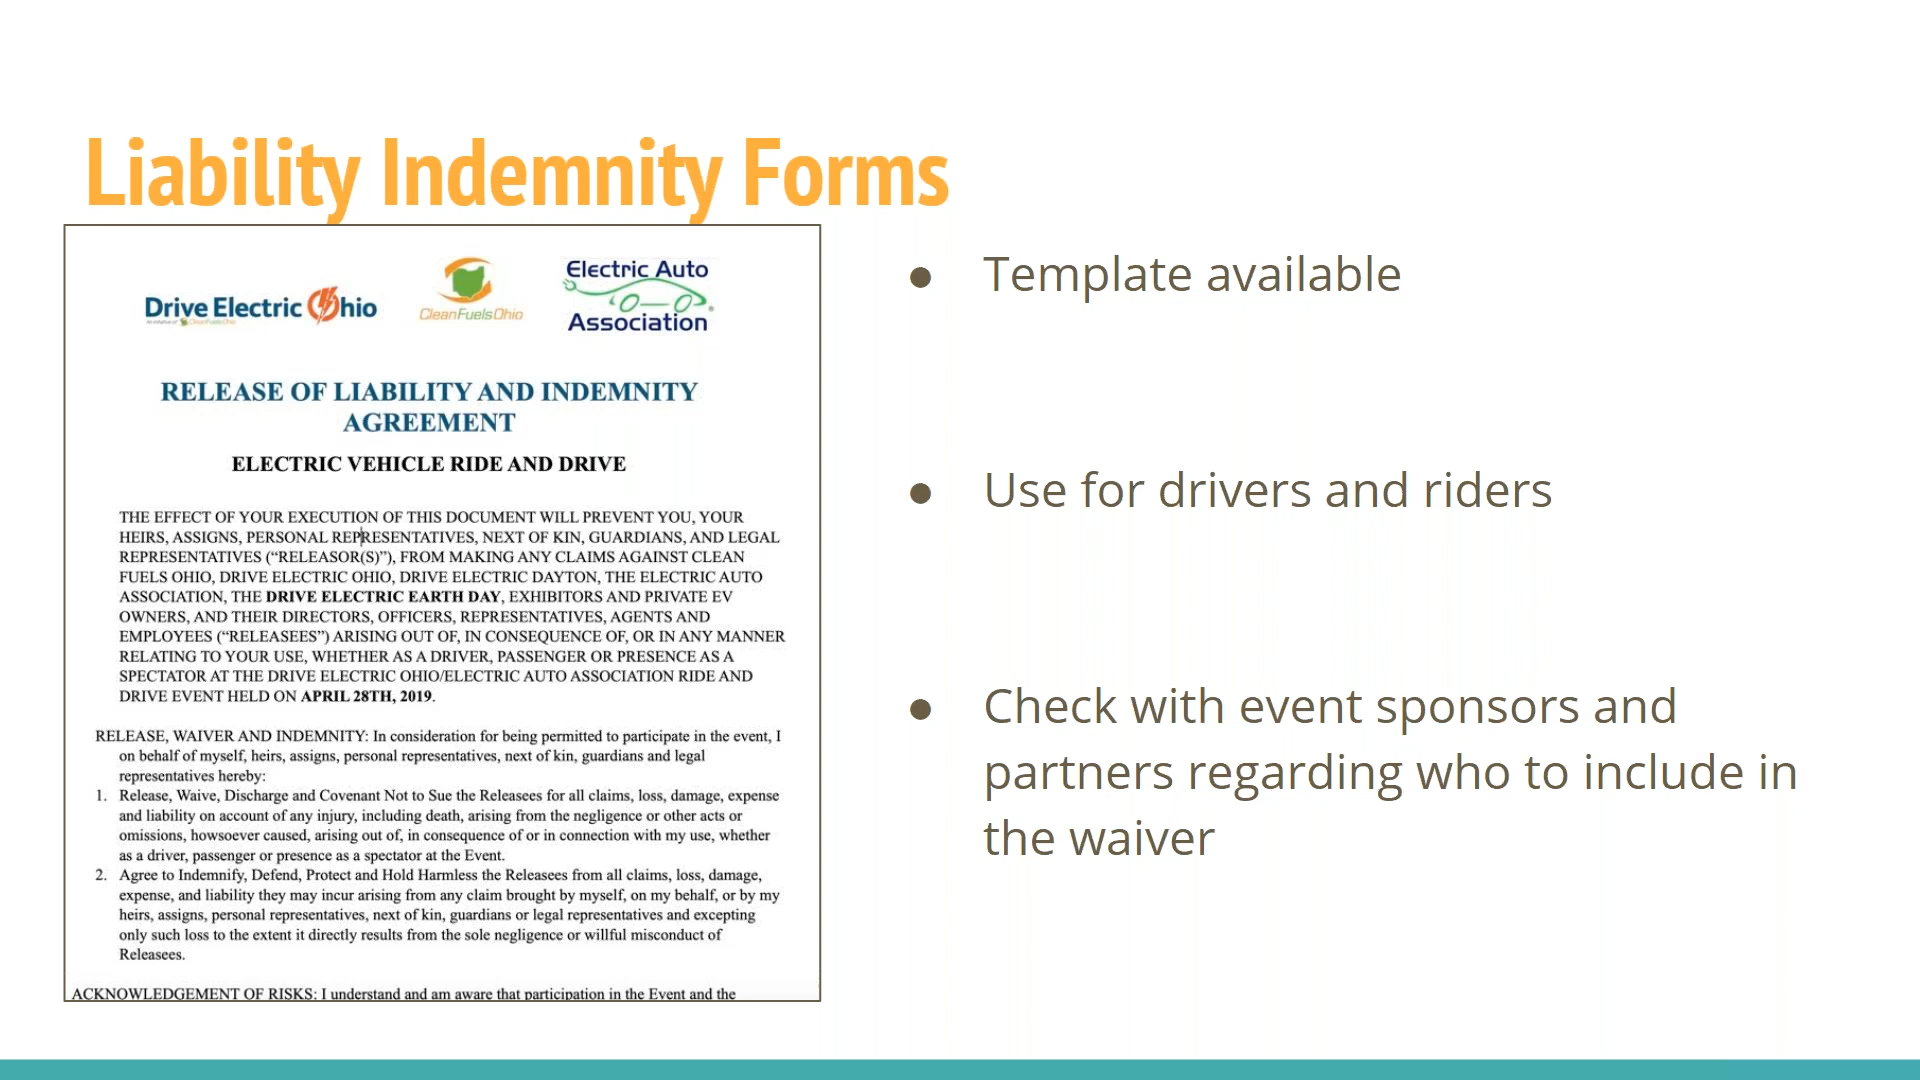 Liability Indemnity Forms
Drive Electric Ohio
CleanFuelsOhio
Electric Auto
Association
RELEASE OF LIABILITY AND INDEMNITY
AGREEMENT
ELECTRIC VEHICLE RIDE AND DRIVE
THE EFFECT OF YOUR EXECUTION OF THIS DOCUMENT WILL PREVENT YOU, YOUR
HEIRS, ASSIGNS, PERSONAL REPRESENTATIVES, NEXT OF KIN, GUARDIANS, AND LEGAL
REPRESENTATIVES (“RELEASOR(S)”), FROM MAKING ANY CLAIMS AGAINST CLEAN
FUELS OHIO, DRIVE ELECTRIC OHIO, DRIVE ELECTRIC DAYTON, THE ELECTRIC AUTO
ASSOCIATION, THE DRIVE ELECTRIC EARTH DAY, EXHIBITORS AND PRIVATE EV
OWNERS, AND THEIR DIRECTORS, OFFICERS, REPRESENTATIVES, AGENTS AND
EMPLOYEES (“RELEASEES”) ARISING OUT OF, IN CONSEQUENCE OF, OR IN ANY MANNER
RELATING TO YOUR USE, WHETHER AS A DRIVER, PASSENGER OR PRESENCE AS A
SPECTATOR AT THE DRIVE ELECTRIC OHIO/ELECTRIC AUTO ASSOCIATION RIDE AND
DRIVE EVENT HELD ON APRIL 28TH, 2019.
RELEASE, WAIVER AND INDEMNITY: In consideration for being permitted to participate in the event, I
on behalf of myself, heirs, assigns, personal representatives, next of kin, guardians and legal
representatives hereby:
1. Release, Waive, Discharge and Covenant Not to Sue the Releasees for all claims, loss, damage, expense
and liability on account of any injury, including death, arising from the negligence or other acts or
omissions, howsoever caused, arising out of, in consequence of or in connection with my use, whether
as a driver, passenger or presence as a spectator at the Event.
2. Agree to Indemnify, Defend, Protect and Hold Harmless the Releasees from all claims, loss, damage,
expense, and liability they may incur arising from any claim brought by myself, on my behalf, or by my
heirs, assigns, personal representatives, next of kin, guardians or legal representatives and excepting
only such loss to the extent it directly results from the sole negligence or willful misconduct of
Releasees.
ACKNOWLEDGEMENT OF RISKS: I understand and am aware that participation in the Event and the
● Template available
● Use for drivers and riders
● Check with event sponsors and
partners regarding who to include in
the waiver